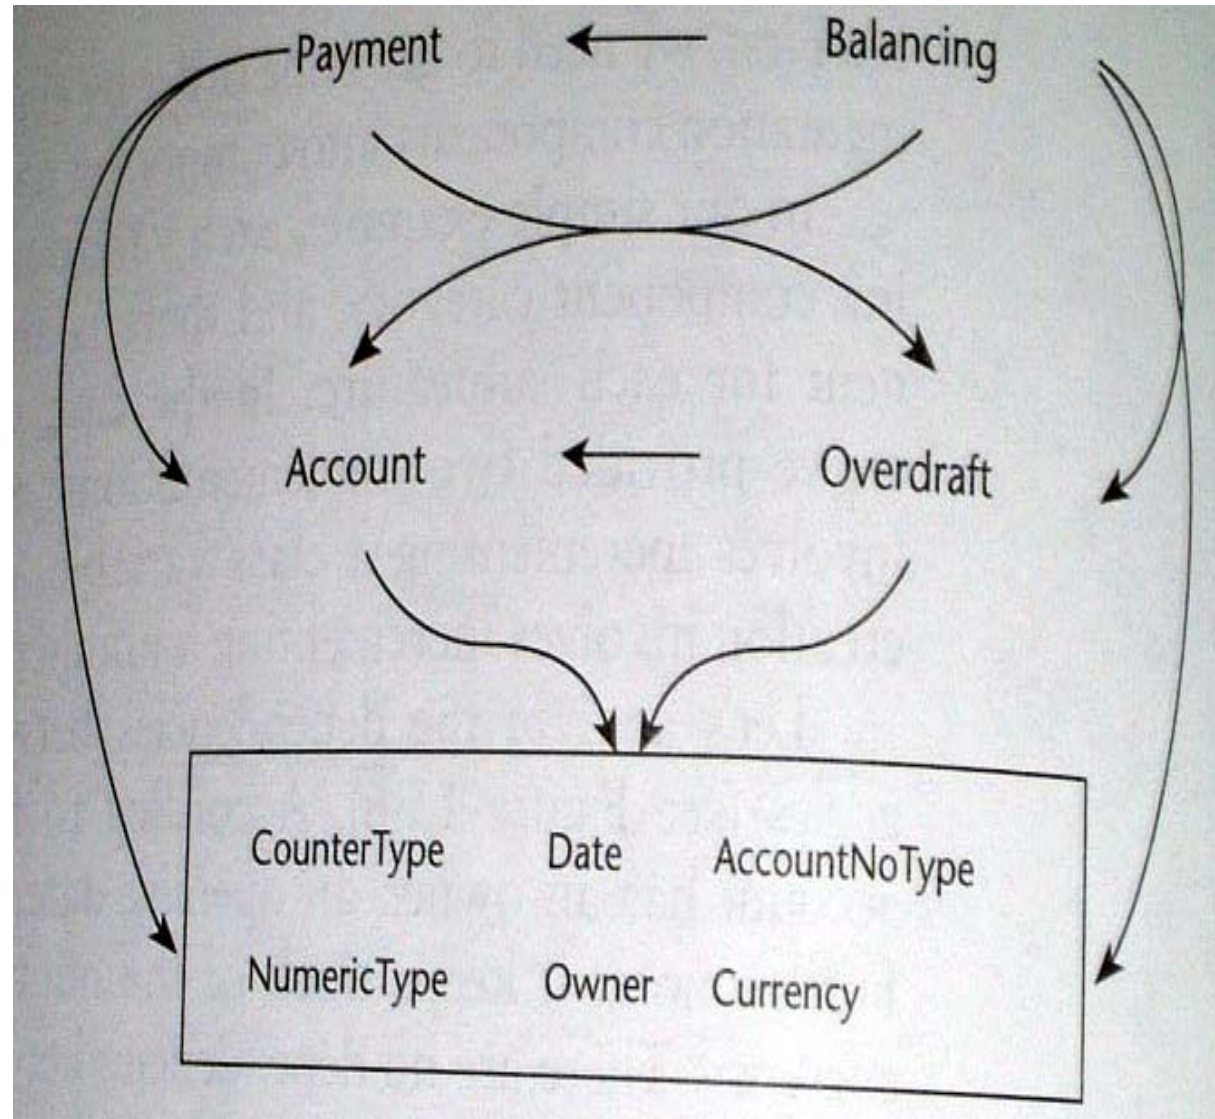 Payment Balancing
Account Overdraft
CounterType Date AccountNoType
NumericType Owner Currency